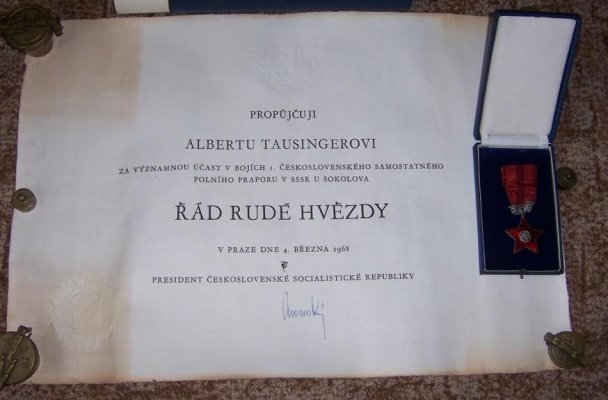 PROPŮJČUJI
ALBERTU TAUSINGEROVI
ZA VÝZNAMNOU ÚČAST V BOJÍCH 1. ČESKOSLOVENSKÉHO SAMOSTATNÉHO
POLNÍHO PRAPORU V SSSR U SOKOLOVA
ŘÁD RUDÉ HVĚZDY
V PRAZE DNE 4. BŘEZNA 1968
PRESIDENT ČESKOSLOVENSKÉ SOCIALISTICKÉ REPUBLIKY